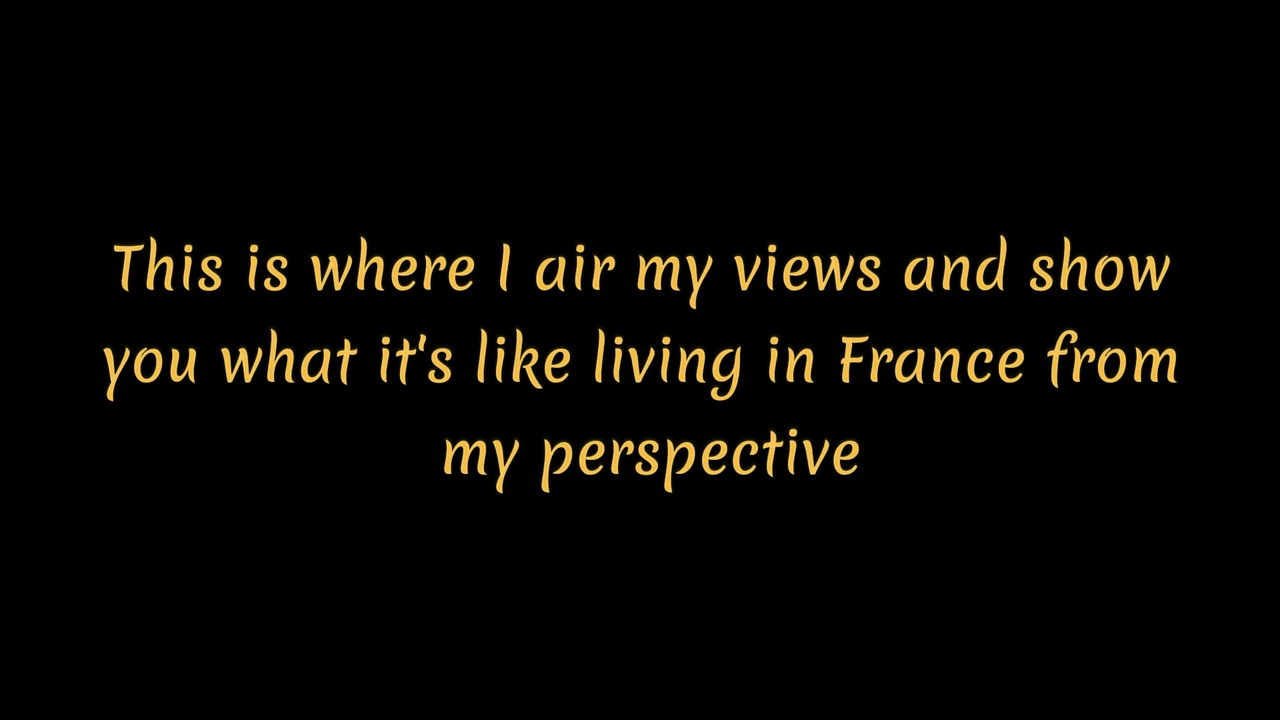 This is where I air my views and show
you what it's like living in France from
my perspective